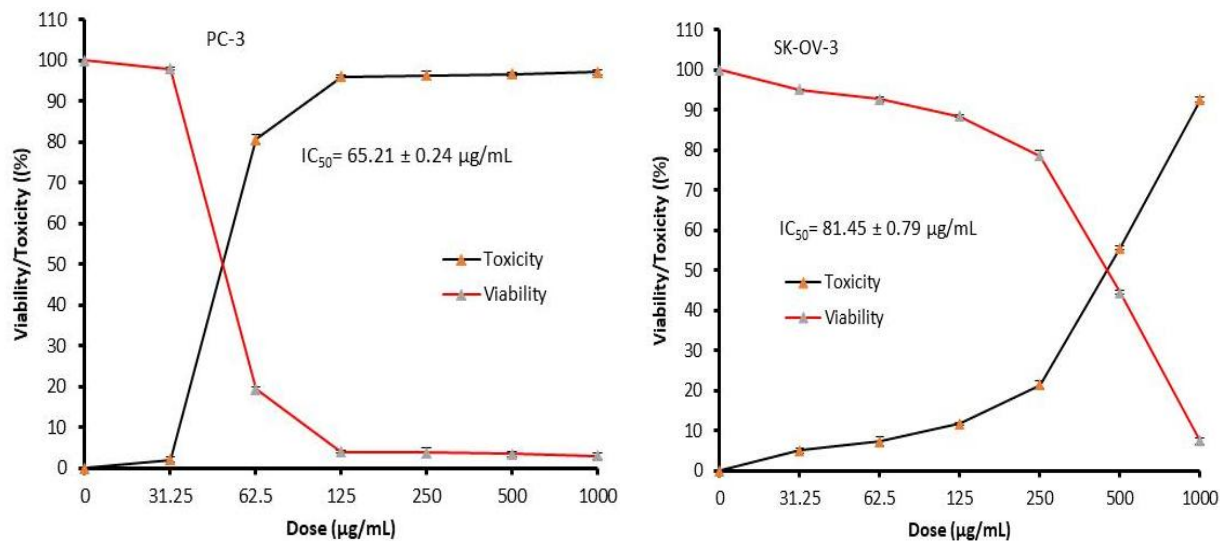 PC-3
Viability/Toxicity ((%)
110
100
90
80
70
60
50
40
30
20
10
0
IC50= 65.21 ± 0.24 µg/mL
Toxicity
Viability
0 31.25 62.5 125 250 500 1000
Dose (µg/mL)
SK-OV-3
Viability/Toxicity ((%)
110
100
90
80
70
60
50
40
30
20
10
0
IC50= 81.45 ± 0.79 µg/mL
Toxicity
Viability
0 31.25 62.5 125 250 500 1000
Dose (µg/mL)